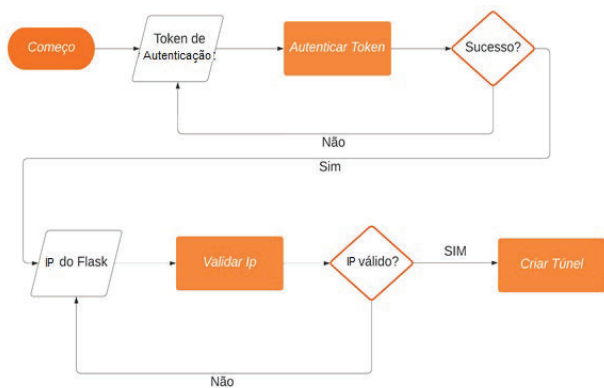 Começo
Token de
Autenticação:
Autenticar Token
Sucesso?
Não
Sim
IP do Flask
Validar Ip
IP válido?
SIM
Criar Túnel
Não